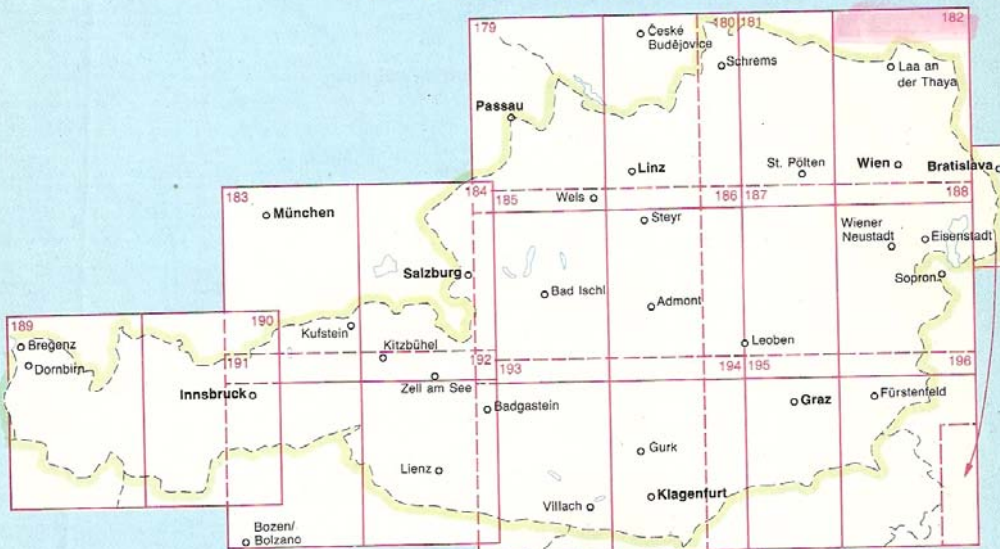 179
České
Budějovice
180
181
182
Schrems
Laa an
der Thaya
Passau
Linz
St. Pölten
Wien
Bratislava
183
München
184
185
Wels
186
187
188
Steyr
Wiener
Neustadt
Eisenstadt
Salzburg
Sopron
Bad Ischl
Admont
189
Bregenz
Dornbirn
190
Kufstein
Kitzbühel
Leoben
191
192
193
194
195
196
Innsbruck
Zell am See
Badgastein
Graz
Fürstenfeld
Gurk
Lienz
Klagenfurt
Villach
Bozen/
Bolzano